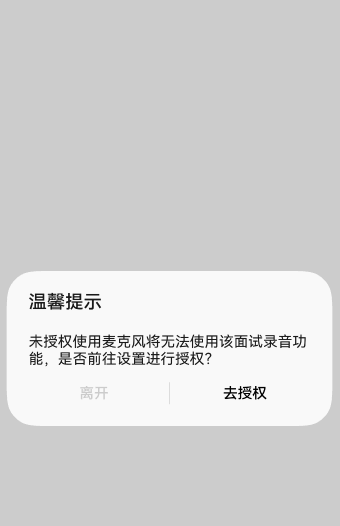 温馨提示
未授权使用麦克风将无法使用该面试录音功
能，是否前往设置进行授权？
离开
去授权